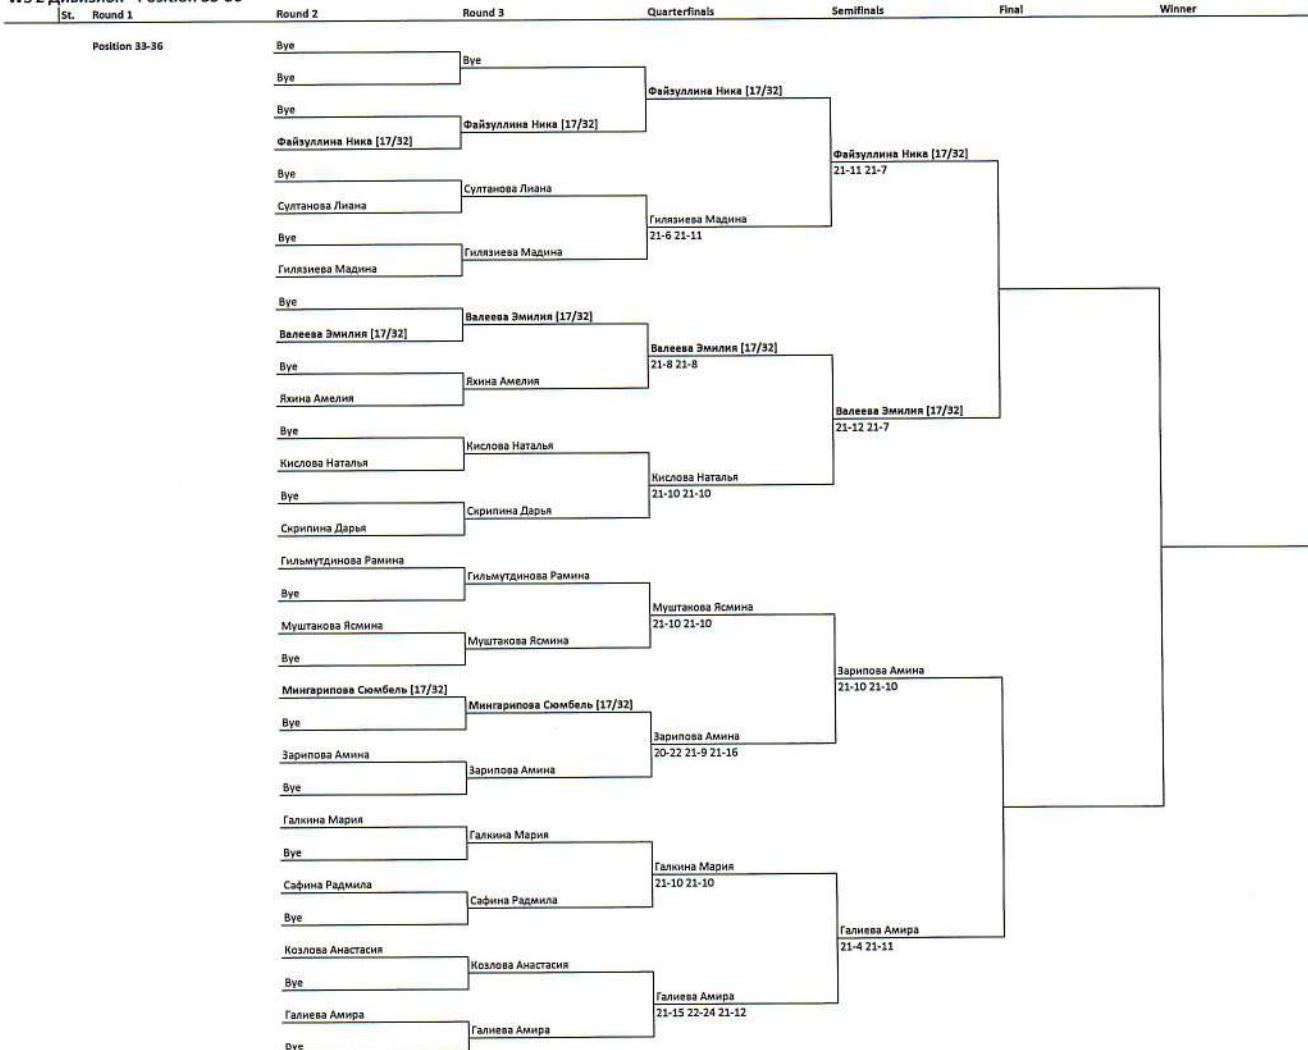 St. Round 1 Round 2 Round 3 Quarterfinals Semifinals Final Winner
Position 33-36 Bye
Bye
Bye
Файзуллина Ника [17/32]
Bye
Файзуллина Ника [17/32]
Файзуллина Ника [17/32]
Файзуллина Ника [17/32]
21-11 21-7
Bye
Султанова Лиана
Султанова Лиана
Гилязиева Мадина
21-6 21-11
Bye
Гилязиева Мадина
Гилязиева Мадина
Bye
Валеева Эмилия [17/32]
Валеева Эмилия [17/32]
Валеева Эмилия [17/32]
21-8 21-8
Bye
Яхина Амелия
Яхина Амелия
Валеева Эмилия [17/32]
21-12 21-7
Bye
Кислова Наталья
Кислова Наталья
Кислова Наталья
21-10 21-10
Bye
Скрипина Дарья
Скрипина Дарья
Гильмутдинова Рамина
Гильмутдинова Рамина
Bye
Муштакова Ясмина
21-10 21-10
Муштакова Ясмина
Муштакова Ясмина
Bye
Зарипова Амина
21-10 21-10
Мингарипова Сюмбель [17/32]
Мингарипова Сюмбель [17/32]
Bye
Зарипова Амина
20-22 21-9 21-16
Зарипова Амина
Зарипова Амина
Bye
Галкина Мария
Галкина Мария
Bye
Галкина Мария
21-10 21-10
Сафина Радмила
Сафина Радмила
Bye
Галиева Амира
21-4 21-11
Козлова Анастасия
Козлова Анастасия
Bye
Галиева Амира
21-15 22-24 21-12
Галиева Амира
Галиева Амира
Bye